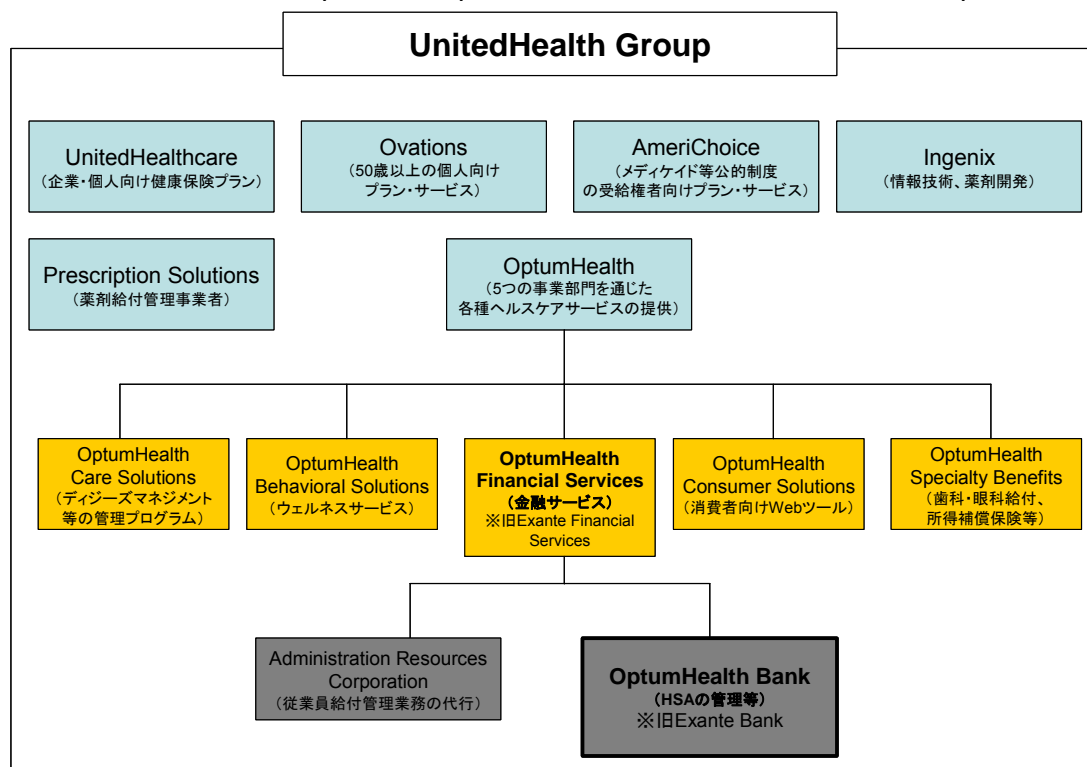 UnitedHealth Group
UnitedHealthcare
（企業・個人向け健康保険プラン）
Ovations
（50歳以上の個人向け
プラン・サービス）
AmeriChoice
（メディケイド等公的制度
の受給権者向けプラン・サービス）
Ingenix
（情報技術、薬剤開発）
Prescription Solutions
（薬剤給付管理事業者）
OptumHealth
（5つの事業部門を通じた
各種ヘルスケアサービスの提供）
OptumHealth
Care Solutions
（ディジーズマネジメント
等の管理プログラム）
OptumHealth
Behavioral Solutions
（ウェルネスサービス）
OptumHealth
Financial Services
（金融サービス）
※旧Exante Financial
Services
OptumHealth
Consumer Solutions
（消費者向けWebツール）
OptumHealth
Specialty Benefits
（歯科・眼科給付、
所得補償保険等）
Administration Resources
Corporation
（従業員給付管理業務の代行）
OptumHealth Bank
（HSAの管理等）
※旧Exante Bank